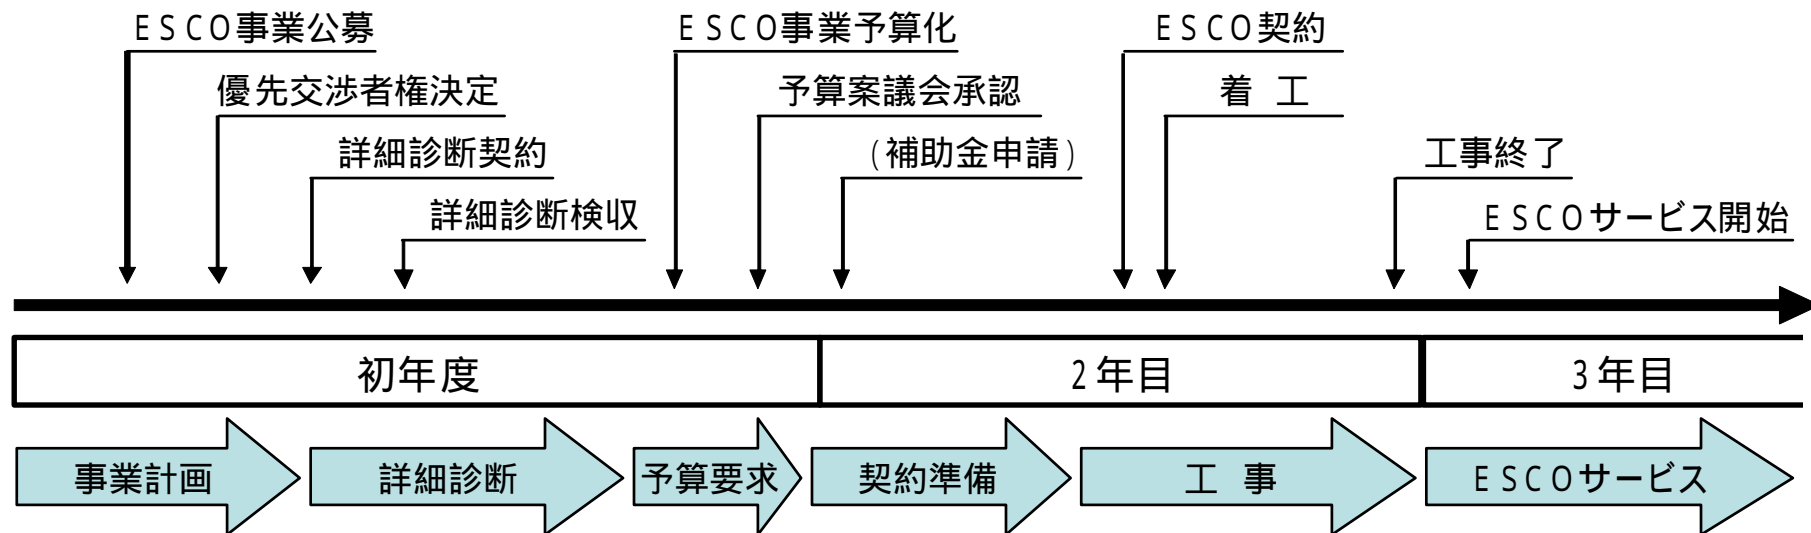 ESCO事業公募
優先交渉者権決定
詳細診断契約
詳細診断検収
ESCO事業予算化
予算案議会承認
(補助金申請)
ESCO契約
着 工
工事終了
ESCOサービス開始
初年度
2年目
3年目
事業計画
詳細診断
予算要求
契約準備
工 事
ESCOサービス